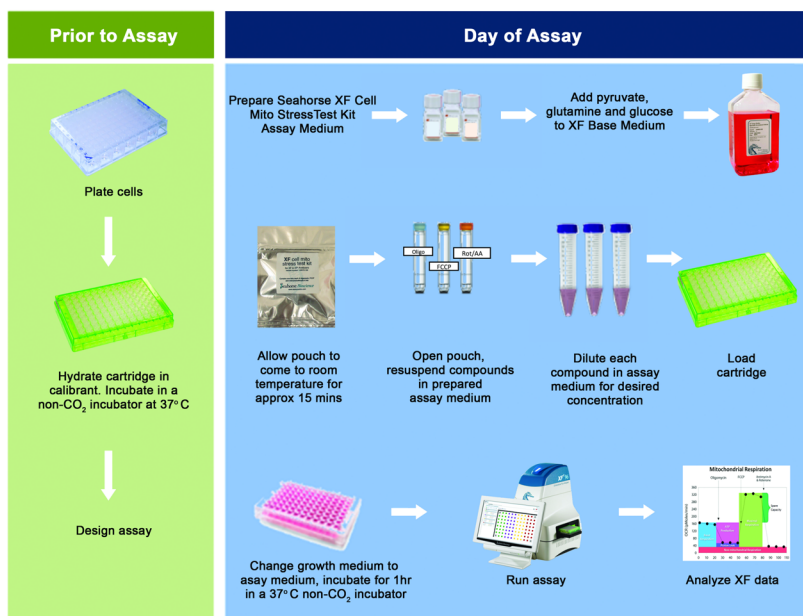 Prior to Assay
Plate cells
Hydrate cartridge in
calibrant. Incubate in a
non-CO₂ incubator at 37° C
Design assay
Day of Assay
Prepare Seahorse XF Cell
Mito StressTest Kit
Assay Medium
Add pyruvate,
glutamine and glucose
to XF Base Medium
XF cell mito
stress test kit
Oligo
FCCP
Rot/AA
Allow pouch to
come to room
temperature for
approx 15 mins
Open pouch,
resuspend compounds
in prepared
assay medium
Dilute each
compound in assay
medium for desired
concentration
Load
cartridge
Change growth medium to
assay medium, incubate for 1hr
in a 37°C non-CO₂ incubator
Run assay
Mitochondrial Respiration
Oligomycin
FCCP
Analyze XF data